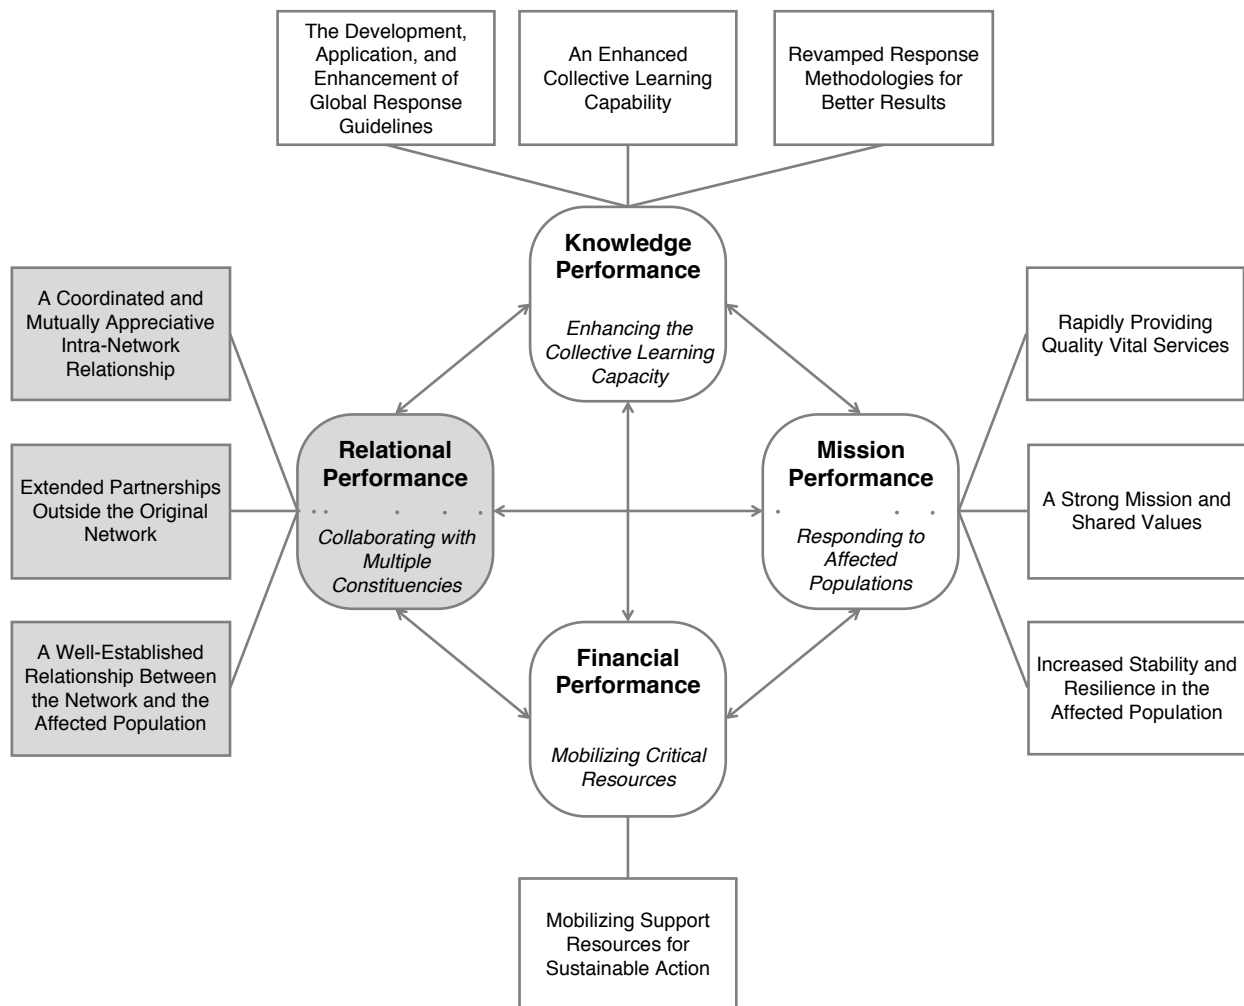 The Development,
Application, and
Enhancement of
Global Response
Guidelines
An Enhanced
Collective Learning
Capability
Revamped Response
Methodologies for
Better Results
Knowledge
Performance
Enhancing the
Collective Learning
Capacity
A Coordinated and
Mutually Appreciative
Intra-Network
Relationship
Extended Partnerships
Outside the Original
Network
A Well-Established
Relationship Between
the Network and the
Affected Population
Relational
Performance
Collaborating with
Multiple
Constituencies
Mission
Performance
Responding to
Affected
Populations
Rapidly Providing
Quality Vital Services
A Strong Mission and
Shared Values
Increased Stability and
Resilience in the
Affected Population
Financial
Performance
Mobilizing Critical
Resources
Mobilizing Support
Resources for
Sustainable Action